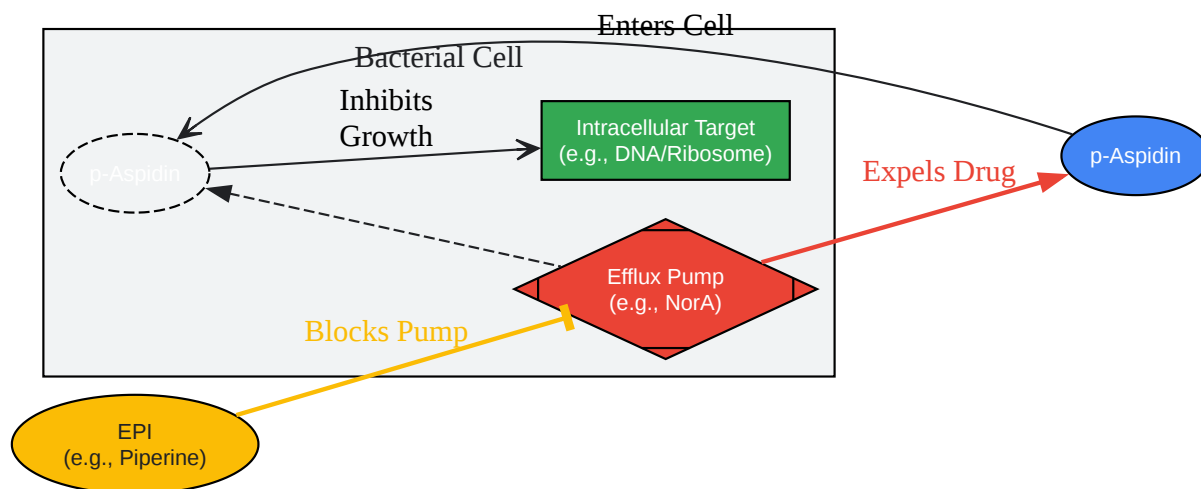 Enters Cell
Bacterial Cell
Inhibits
Growth
Intracellular Target
(e.g., DNA/Ribosome)
p-Aspidin
p-Aspidin
Expels Drug
Efflux Pump
(e.g., NorA)
Blocks Pump
EPI
(e.g., Piperine)